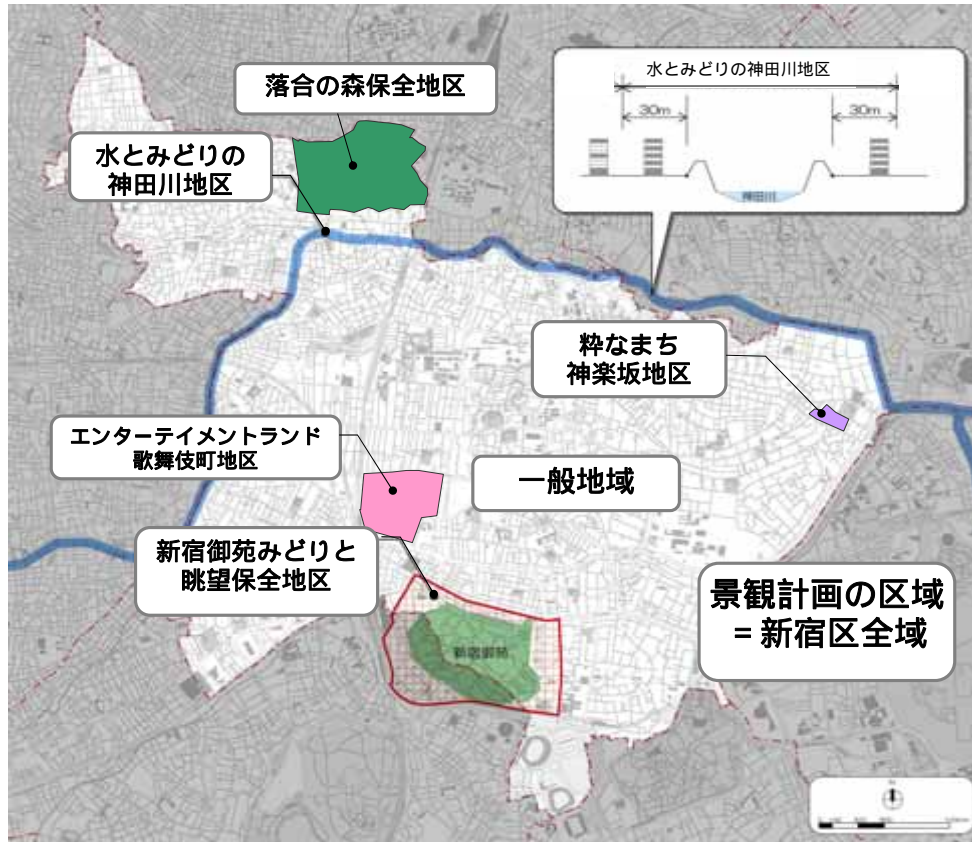 落合の森保全地区
水とみどりの神田川地区
30m
30m
神田川
水とみどりの
神田川地区
粋なまち
神楽坂地区
エンターテイメントランド
歌舞伎町地区
一般地域
新宿御苑みどりと
眺望保全地区
景観計画の区域
=新宿区全域
新宿御苑